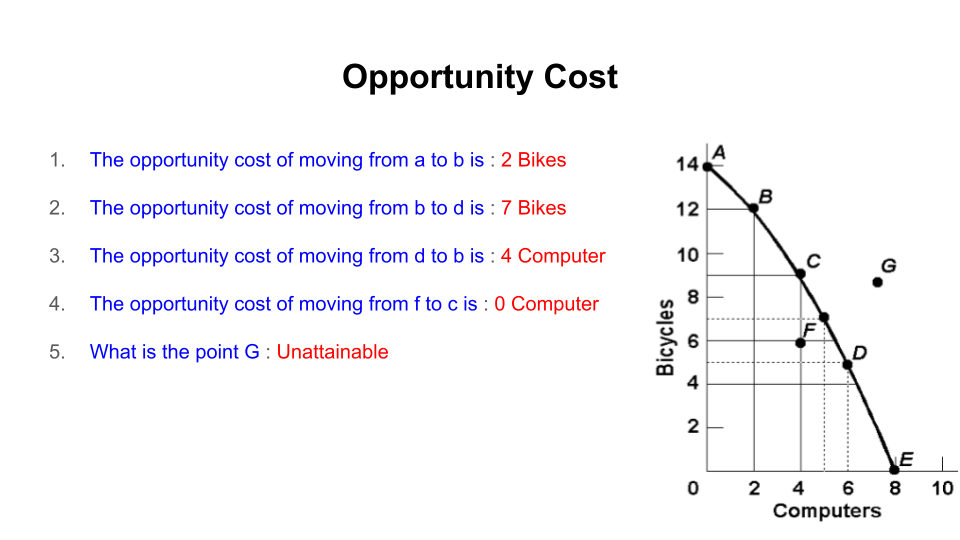 Opportunity Cost
1. The opportunity cost of moving from a to b is : 2 Bikes
2. The opportunity cost of moving from b to d is : 7 Bikes
3. The opportunity cost of moving from d to b is : 4 Computer
4. The opportunity cost of moving from f to c is : 0 Computer
5. What is the point G : Unattainable
A
14
B
12
C
10
G
8
Bicycles
F
6
D
4
2
E
0 2 4 6 8 10
Computers